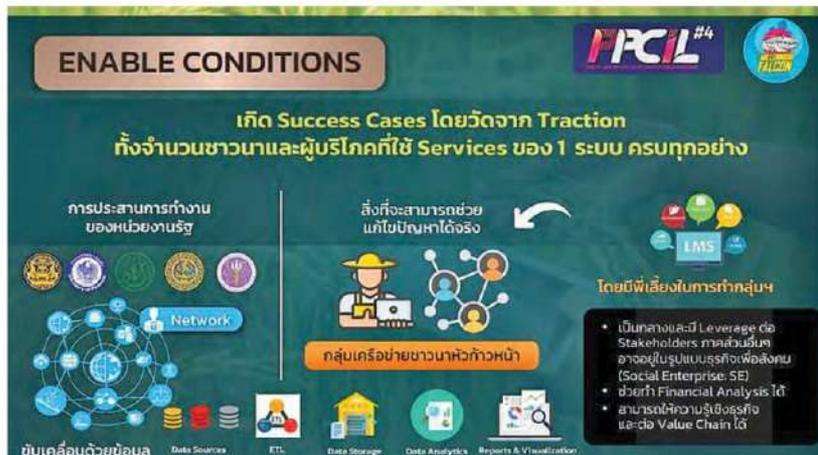 ENABLE CONDITIONS
FPCIL #4
เกิด Success Cases โดยวัดจาก Traction
ทั้งจำนวนชาวนาและผู้บริโภคที่ใช้ Services ของ 1 ระบบ ครบทุกอย่าง
การประสานการทำงาน
ของหน่วยงานรัฐ
Network
ขับเคลื่อนด้วยข้อมูล
สิ่งที่จะสามารถช่วย
แก้ไขปัญหาได้จริง
กลุ่มเครือข่ายชาวนาหัวก้าวหน้า
Data Sources
ETL
Data Storage
Data Analytics
Reports & Visualization
LMS
โดยมีพี่เลี้ยงในการทำกลุ่มฯ
• เป็นกลางและมี Leverage ต่อ
Stakeholders ภาคส่วนอื่นๆ
อาจอยู่ในรูปแบบธุรกิจเพื่อสังคม
(Social Enterprise: SE)
• ช่วยทำ Financial Analysis ได้
• สามารถให้ความรู้เชิงธุรกิจ
และต่อ Value Chain ได้